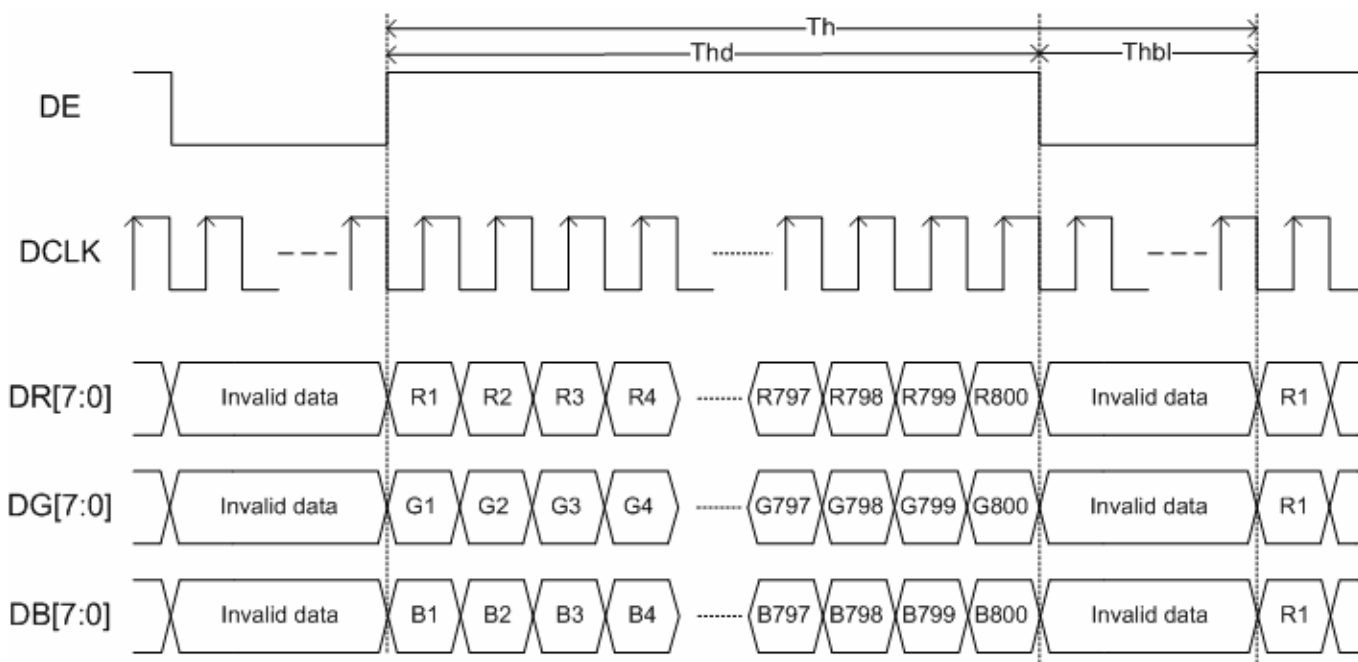 Th
Thd Thbl
DE
DCLK
DR[7:0] Invalid data R1 R2 R3 R4 R797 R798 R799 R800 Invalid data R1
DG[7:0] Invalid data G1 G2 G3 G4 G797 G798 G799 G800 Invalid data R1
DB[7:0] Invalid data B1 B2 B3 B4 B797 B798 B799 B800 Invalid data R1